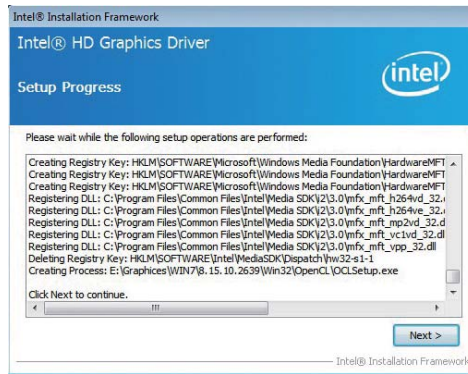 Intel® Installation Framework
Intel® HD Graphics Driver
intel
Setup Progress
Please wait while the following setup operations are performed:
Creating Registry Key: HKLM\SOFTWARE\Microsoft\Windows Media Foundation\HardwareMFT
Creating Registry Key: HKLM\SOFTWARE\Microsoft\Windows Media Foundation\HardwareMFT
Creating Registry Key: HKLM\SOFTWARE\Microsoft\Windows Media Foundation\HardwareMFT
Registering DLL: C:\Program Files\Common Files\Intel\Media SDK\i2\3.0\mfx_mft_h264vd_32.
Registering DLL: C:\Program Files\Common Files\Intel\Media SDK\i2\3.0\mfx_mft_h264ve_32.
Registering DLL: C:\Program Files\Common Files\Intel\Media SDK\i2\3.0\mfx_mft_mp2vd_32.d
Registering DLL: C:\Program Files\Common Files\Intel\Media SDK\i2\3.0\mfx_mft_vc1vd_32.dl
Registering DLL: C:\Program Files\Common Files\Intel\Media SDK\i2\3.0\mfx_mft_vpp_32.dll
Deleting Registry Key: HKLM\SOFTWARE\Intel\MediaSDK\Dispatch\hw32-s1-1
Creating Process: E:\Graphices\WIN7\8.15.10.2639\Win32\OpenCL\OCLSetup.exe
Click Next to continue.
Next >
Intel® Installation Framework